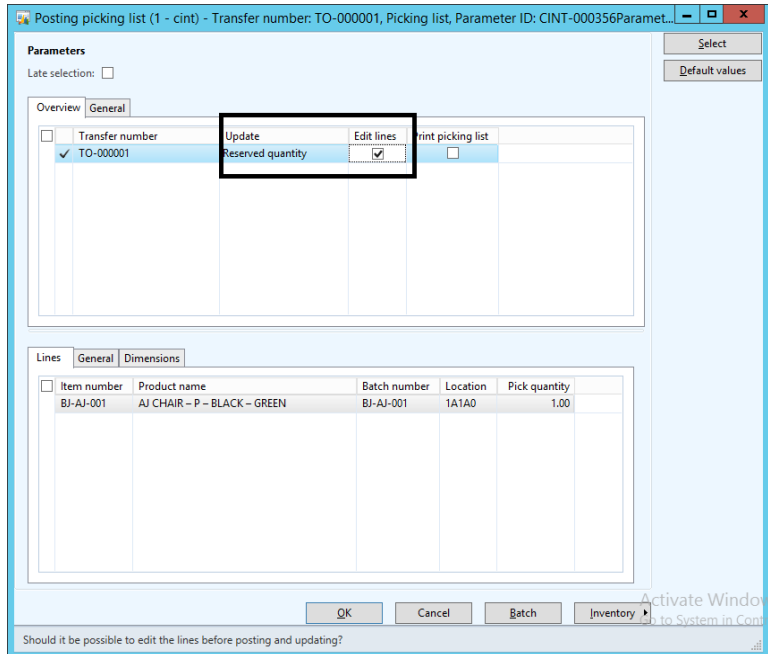 Posting picking list (1 - cint) - Transfer number: TO-000001, Picking list, Parameter ID: CINT-000356Paramet...
Select
Default values
Parameters
Late selection:
Overview General
Transfer number Update Edit lines Print picking list
TO-000001 Reserved quantity
Lines General Dimensions
Item number Product name Batch number Location Pick quantity
BJ-AJ-001 AJ CHAIR – P – BLACK – GREEN BJ-AJ-001 1A1A0 1.00
OK Cancel Batch Inventory
Activate Window
Go to System in Cont
Should it be possible to edit the lines before posting and updating?